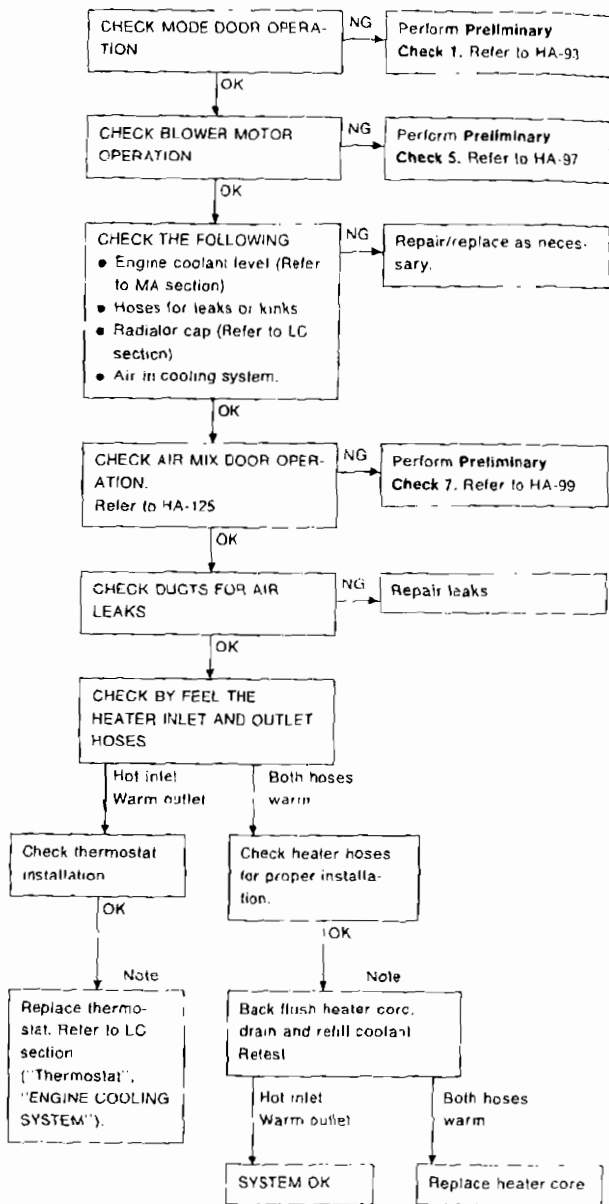 CHECK MODE DOOR OPERA-
TION
NG
Perform Preliminary
Check 1. Refer to HA-93
OK
CHECK BLOWER MOTOR
OPERATION
NG
Perform Preliminary
Check 5. Refer to HA-97
OK
CHECK THE FOLLOWING
● Engine coolant level (Refer
to MA section)
● Hoses for leaks or kinks
● Radiator cap (Refer to LC
section)
● Air in cooling system.
NG
Repair/replace as neces-
sary.
OK
CHECK AIR MIX DOOR OPER-
ATION.
Refer to HA-125
NG
Perform Preliminary
Check 7. Refer to HA-99
OK
CHECK DUCTS FOR AIR
LEAKS
NG
Repair leaks
OK
CHECK BY FEEL THE
HEATER INLET AND OUTLET
HOSES
Hot inlet
Warm outlet
Both hoses
warm
Check thermostat
installation
Check heater hoses
for proper installa-
tion.
OK
OK
Note
Note
Replace thermo-
stat. Refer to LC
section
("Thermostat",
"ENGINE COOLING
SYSTEM").
Back flush heater core,
drain and refill coolant
Retest
Hot inlet
Warm outlet
Both hoses
warm
SYSTEM OK
Replace heater core